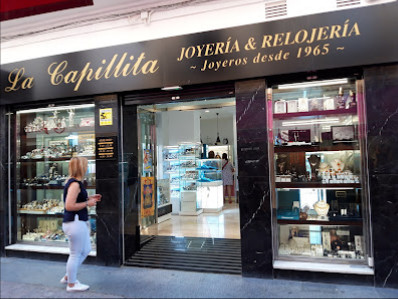 La Capillita
JOYERÍA & RELOJERÍA
~ Joyeros desde 1965 ~